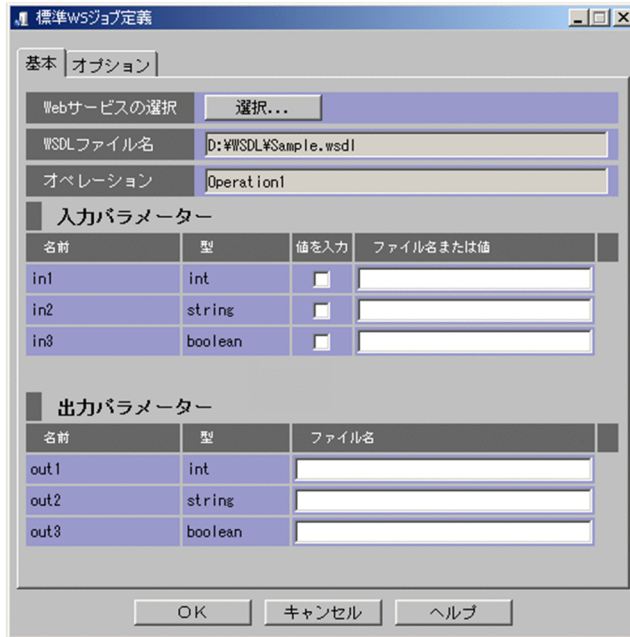 標準WSジョブ定義
基本 オプション
Webサービスの選択 選択...
WSDLファイル名 D:¥WSDL¥Sample.wsdl
オペレーション Operation1
入力パラメーター
名前 型 値を入力 ファイル名または値
in1 int
in2 string
in3 boolean
出力パラメーター
名前 型 ファイル名
out1 int
out2 string
out3 boolean
OK キャンセル ヘルプ